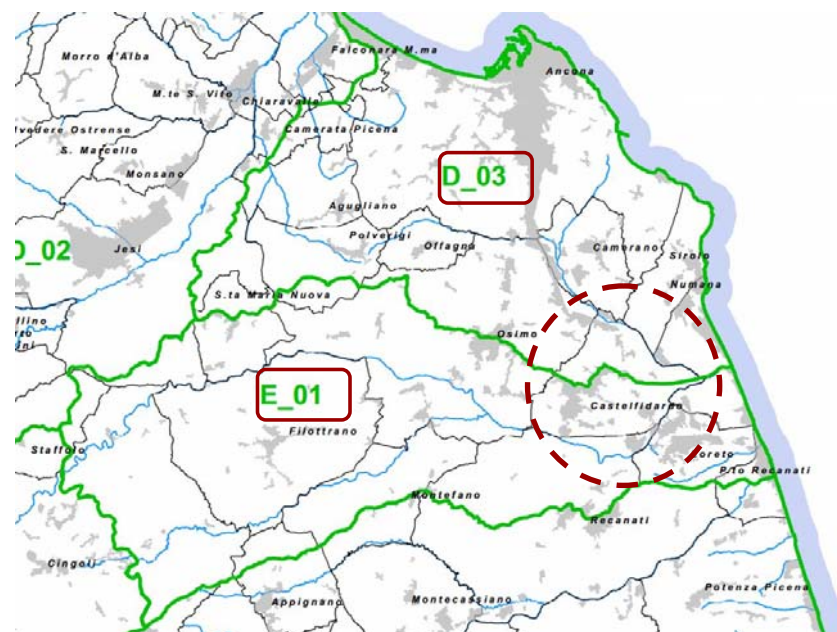 Falconara M.ma
Morro d'Alba
Ancona
M.te S. Vito
Chiaravalle
Camerata Picena
lvedere Ostrense
S. Marcello
Monsano
D_03
Agugliano
Polverigi
Offagna
Camerano
Sirolo
D_02
Jesi
Numana
S.ta Maria Nuova
Osimo
E_01
Castelfidardo
Filottrano
Staffolo
Loreto
P.to Recanati
Montefano
Recanati
Cingoli
Potenza Picena
Appignano
Montecassiano